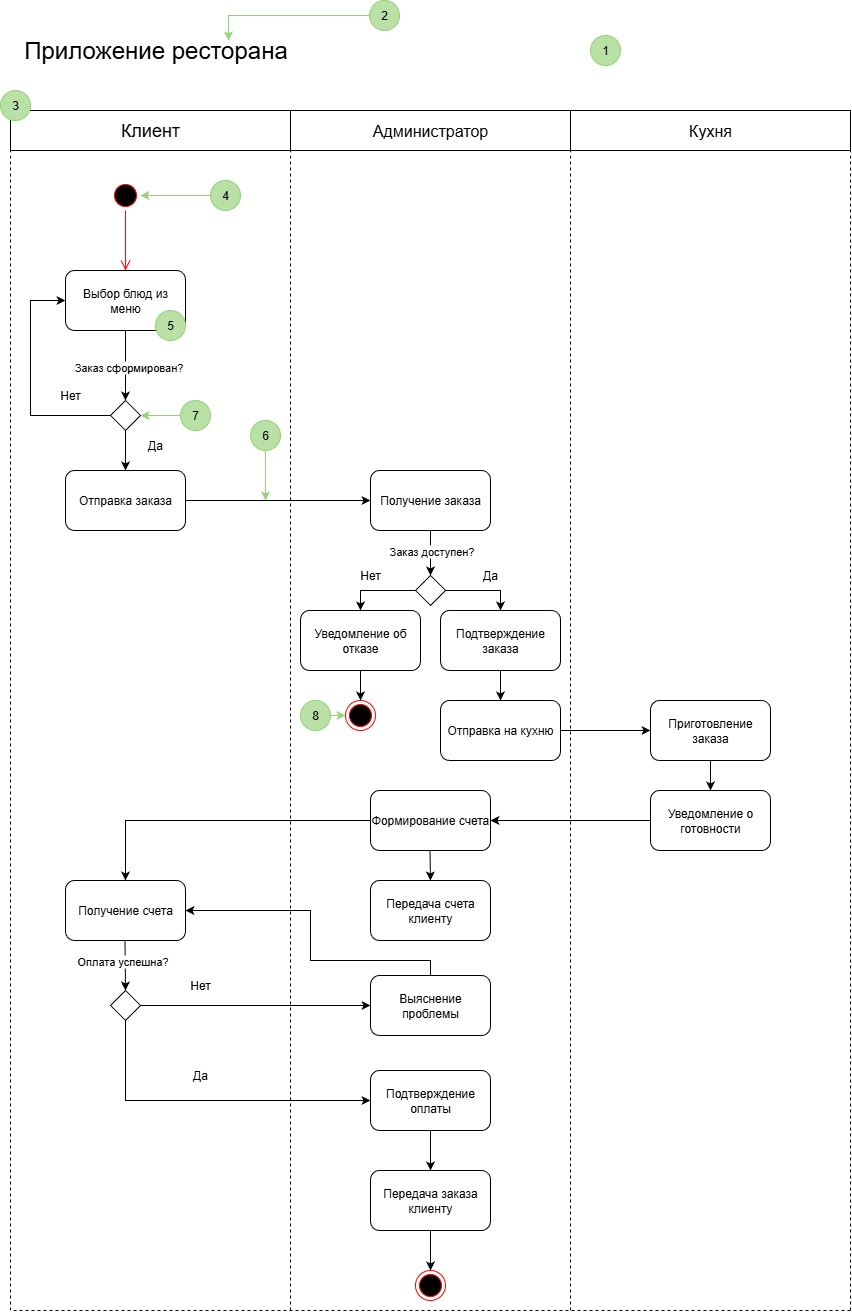 2
Приложение ресторана
1
3
Клиент
Администратор
Кухня
4
Выбор блюд из
меню
5
Заказ сформирован?
Нет
7
6
Да
Отправка заказа
Получение заказа
Заказ доступен?
Нет
Да
Уведомление об
отказе
Подтверждение
заказа
8
Отправка на кухню
Приготовление
заказа
Формирование счета
Уведомление о
готовности
Получение счета
Передача счета
клиенту
Оплата успешна?
Нет
Выяснение
проблемы
Да
Подтверждение
оплаты
Передача заказа
клиенту